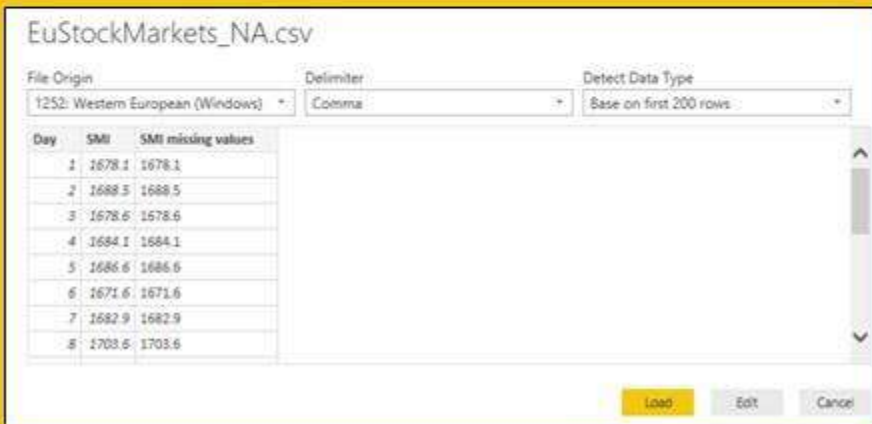 EuStockMarkets_NA.csv
File Origin Delimiter Detect Data Type
1252: Western European (Windows) Comma Base on first 200 rows
Day SMI SMI missing values
1 1678.1 1678.1
2 1688.5 1688.5
3 1678.6 1678.6
4 1684.1 1684.1
5 1686.6 1686.6
6 1671.6 1671.6
7 1682.9 1682.9
8 1703.6 1703.6
Load Edit Cancel